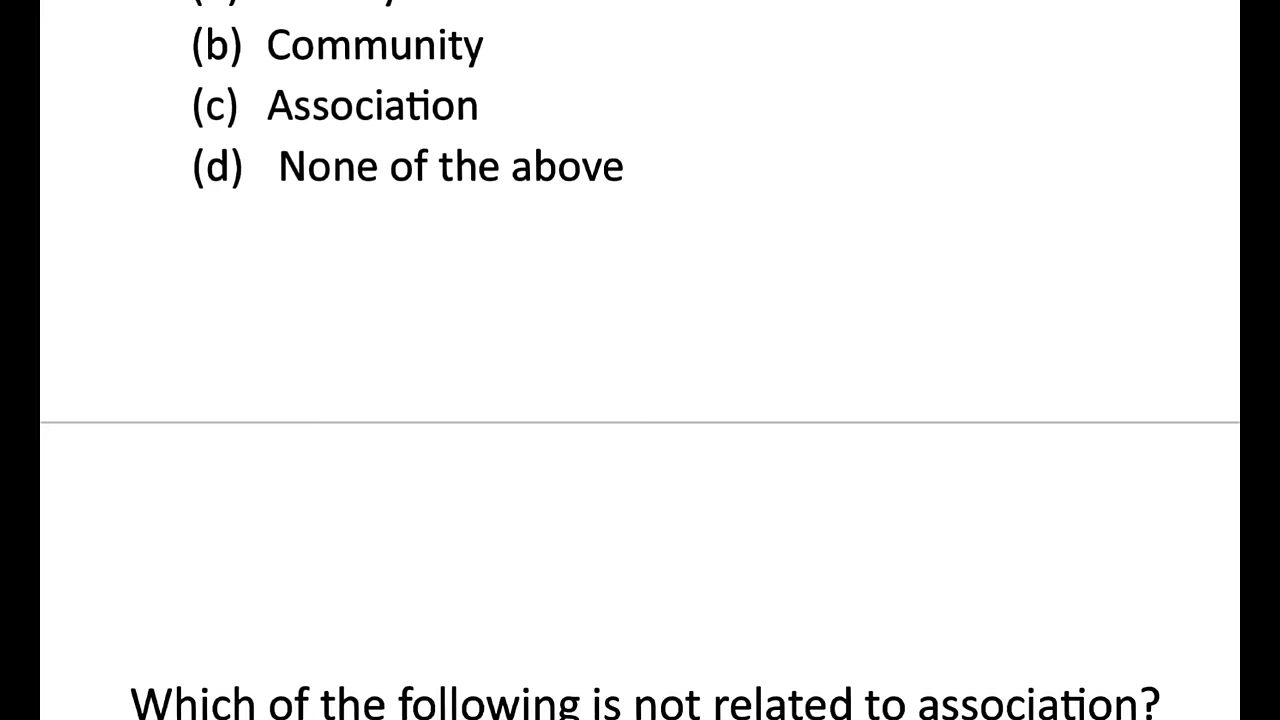 (b) Community
(c) Association
(d) None of the above
Which of the following is not related to association?